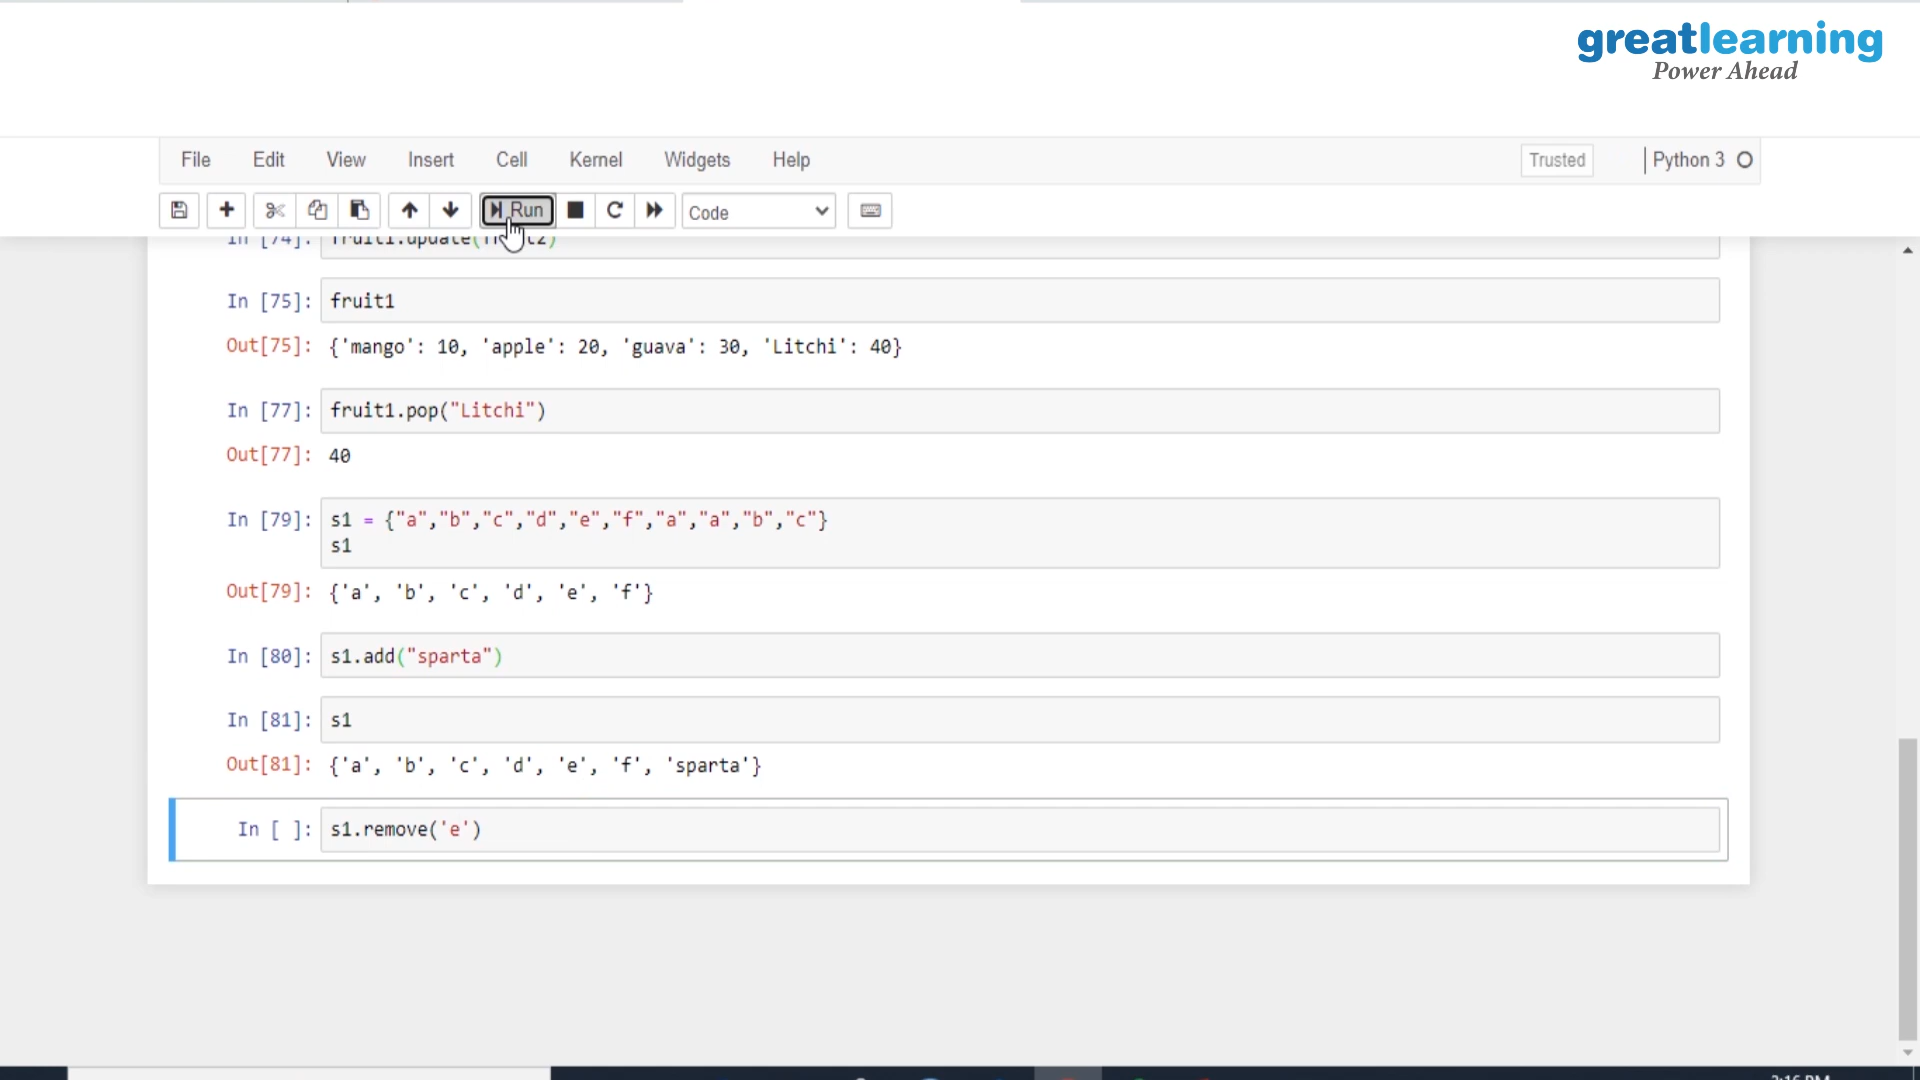 greatlearning
Power Ahead
File Edit View Insert Cell Kernel Widgets Help Trusted Python 3
Run Code
In [74]:
In [75]: fruit1
Out[75]: {'mango': 10, 'apple': 20, 'guava': 30, 'Litchi': 40}
In [77]: fruit1.pop("Litchi")
Out[77]: 40
In [79]: s1 = {"a","b","c","d","e","f","a","a","b","c"}
s1
Out[79]: {'a', 'b', 'c', 'd', 'e', 'f'}
In [80]: s1.add("sparta")
In [81]: s1
Out[81]: {'a', 'b', 'c', 'd', 'e', 'f', 'sparta'}
In [ ]: s1.remove('e')